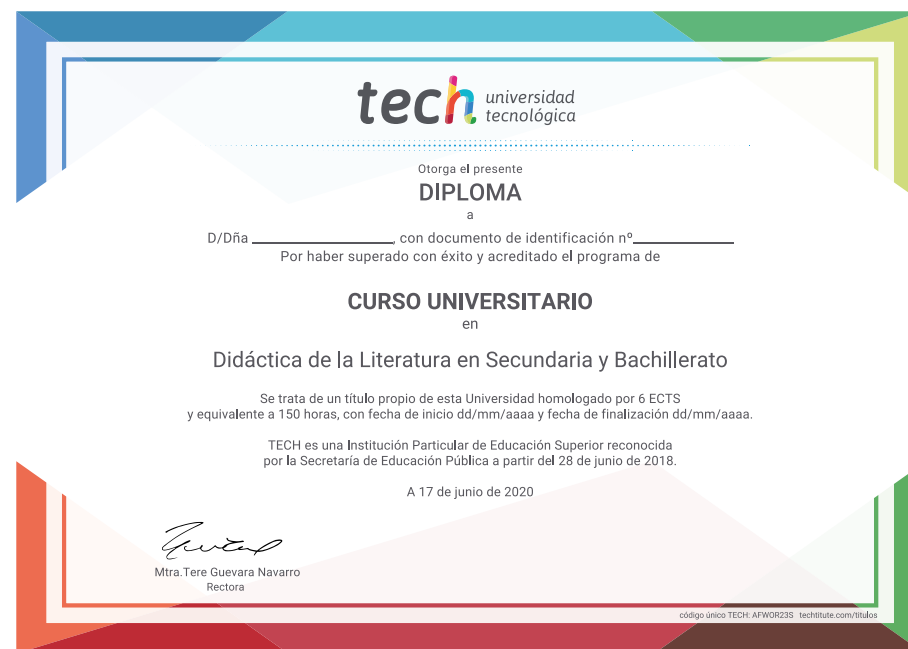 tech universidad
tecnológica
Otorga el presente
DIPLOMA
a
D/Dña ____________________, con documento de identificación nº______________
Por haber superado con éxito y acreditado el programa de
CURSO UNIVERSITARIO
en
Didáctica de la Literatura en Secundaria y Bachillerato
Se trata de un título propio de esta Universidad homologado por 6 ECTS
y equivalente a 150 horas, con fecha de inicio dd/mm/aaaa y fecha de finalización dd/mm/aaaa.
TECH es una Institución Particular de Educación Superior reconocida
por la Secretaría de Educación Pública a partir del 28 de junio de 2018.
A 17 de junio de 2020
Mtra.Tere Guevara Navarro
Rectora
código único TECH: AFWOR23S techtitute.com/titulos